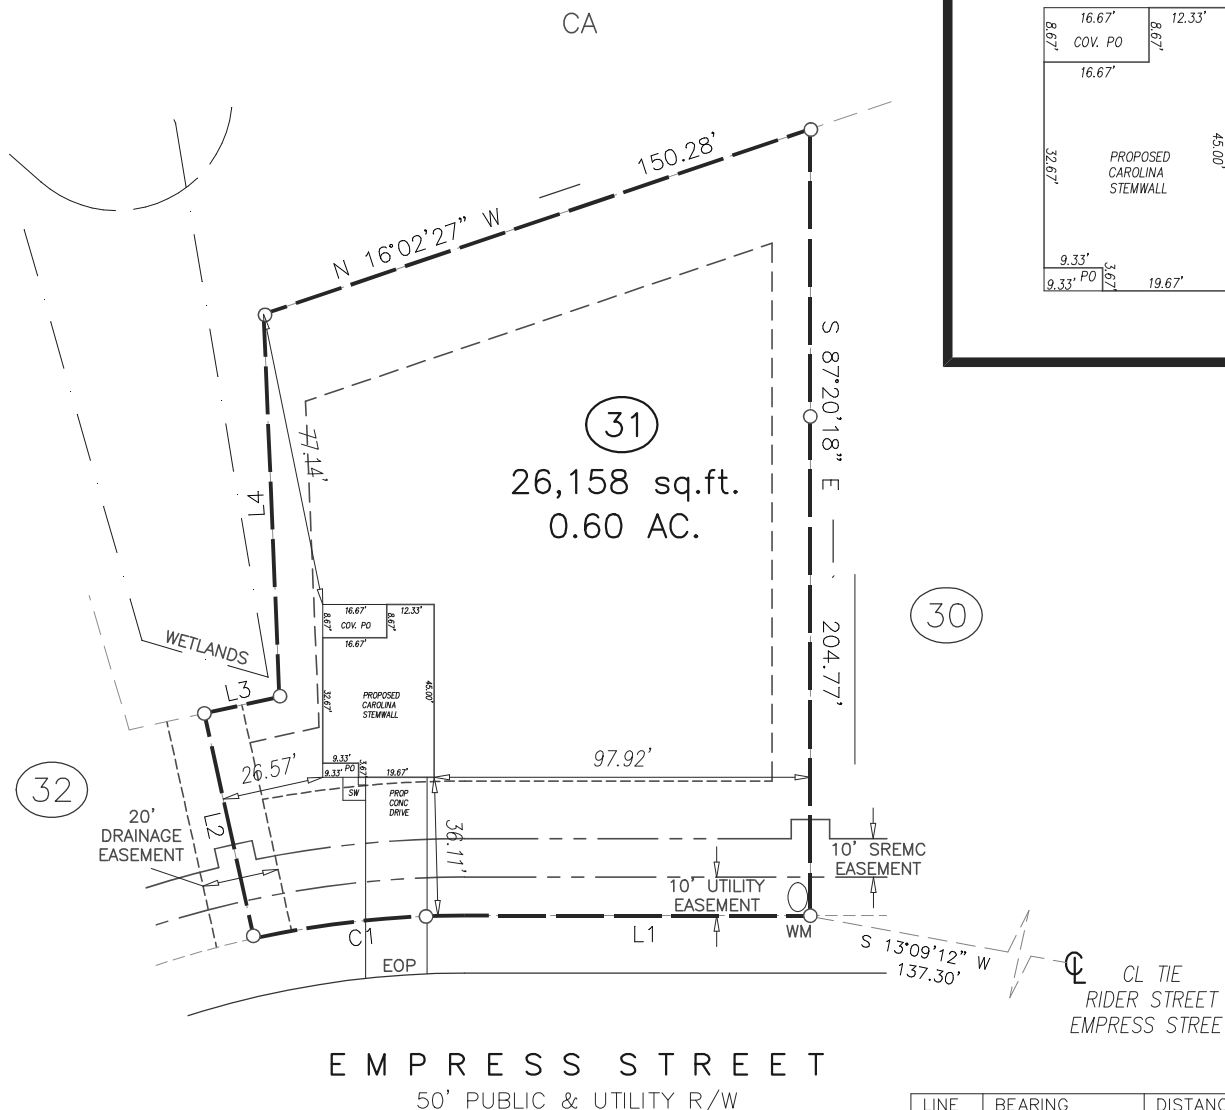 CA
16.67' 12.33'
8.67' COV. PO 8.67'
16.67'
32.67' 45.00'
PROPOSED
CAROLINA
STEMWALL
9.33' 3.67'
9.33' PO 19.67'
N 16°02'27" W 150.28'
S 87°20'18" E 204.77'
31
26,158 sq.ft.
0.60 AC.
77.14'
L4
30
16.67' 12.33'
8.67' COV. PO 8.67'
16.67'
WETLANDS
L3
32.67' 45.00'
PROPOSED
CAROLINA
STEMWALL
9.33' 3.67'
9.33' PO 19.67'
26.57'
97.92'
32
SW
PROP
CONC
DRIVE
L2
20'
DRAINAGE
EASEMENT
36.11'
10' SREMC
EASEMENT
10' UTILITY
EASEMENT
WM
C1
L1
EOP
S 13°09'12" W
137.30'
CL
CL TIE
RIDER STREET
EMPRESS STREE
EMPRESS STREET
50' PUBLIC & UTILITY R/W
LINE BEARING DISTANC